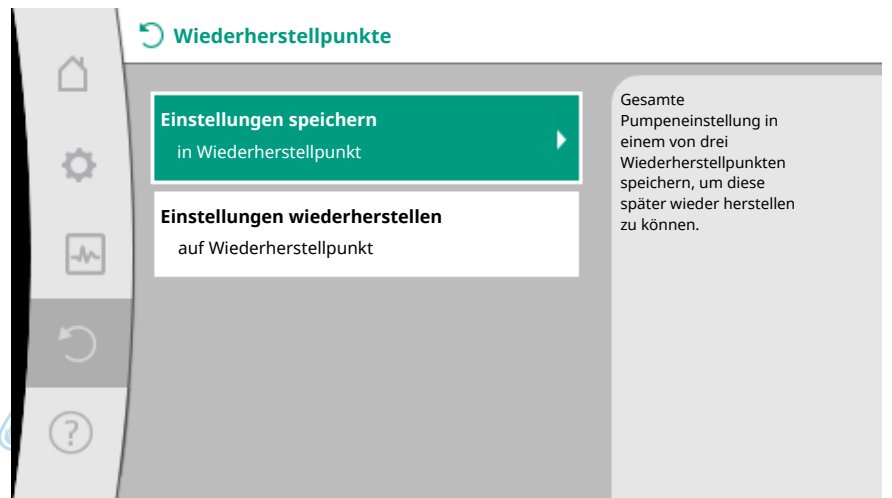 Wiederherstellpunkte
Einstellungen speichern
in Wiederherstellpunkt
Einstellungen wiederherstellen
auf Wiederherstellpunkt
Gesamte
Pumpeneinstellung in
einem von drei
Wiederherstellpunkten
speichern, um diese
später wieder herstellen
zu können.